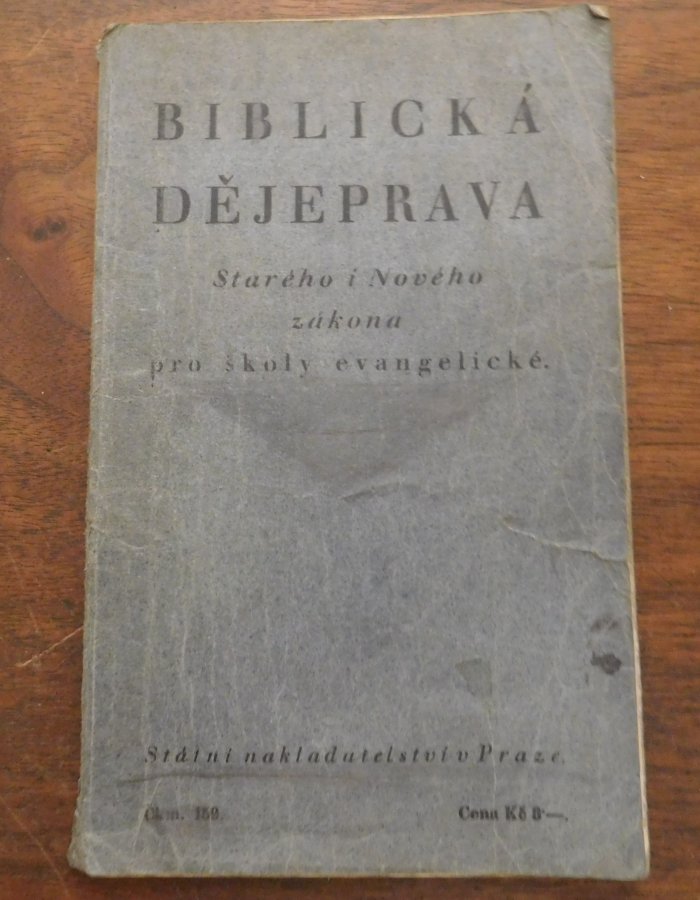 BIBLICKÁ
DĚJEPRAVA
Starého i Nového
zákona
pro školy evangelické.
Státní nakladatelství v Praze.
Cena Kč 8·—.